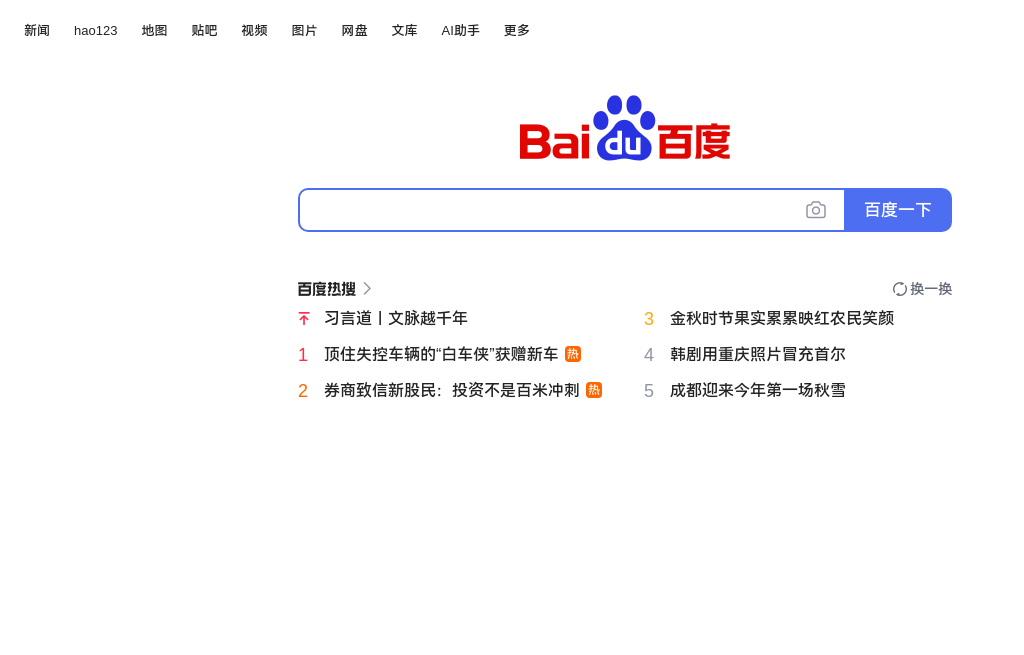 新闻 hao123 地图 贴吧 视频 图片 网盘 文库 AI助手 更多
Bai du 百度
百度一下
百度热搜
换一换
习言道丨文脉越千年
1 顶住失控车辆的“白车侠”获赠新车 热
2 券商致信新股民：投资不是百米冲刺 热
3 金秋时节果实累累映红农民笑颜
4 韩剧用重庆照片冒充首尔
5 成都迎来今年第一场秋雪